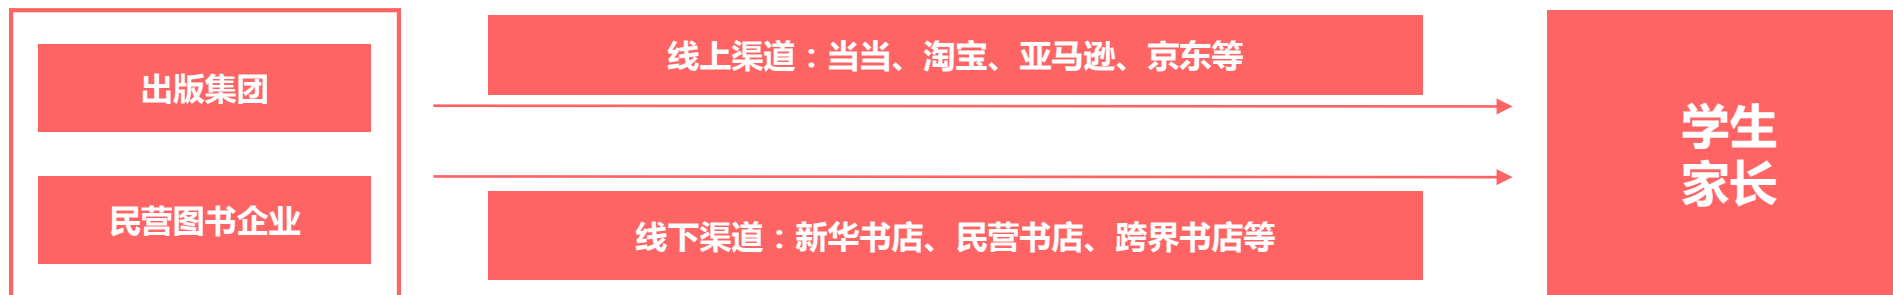 出版集团
民营图书企业
线上渠道：当当、淘宝、亚马逊、京东等
线下渠道：新华书店、民营书店、跨界书店等
学生
家长